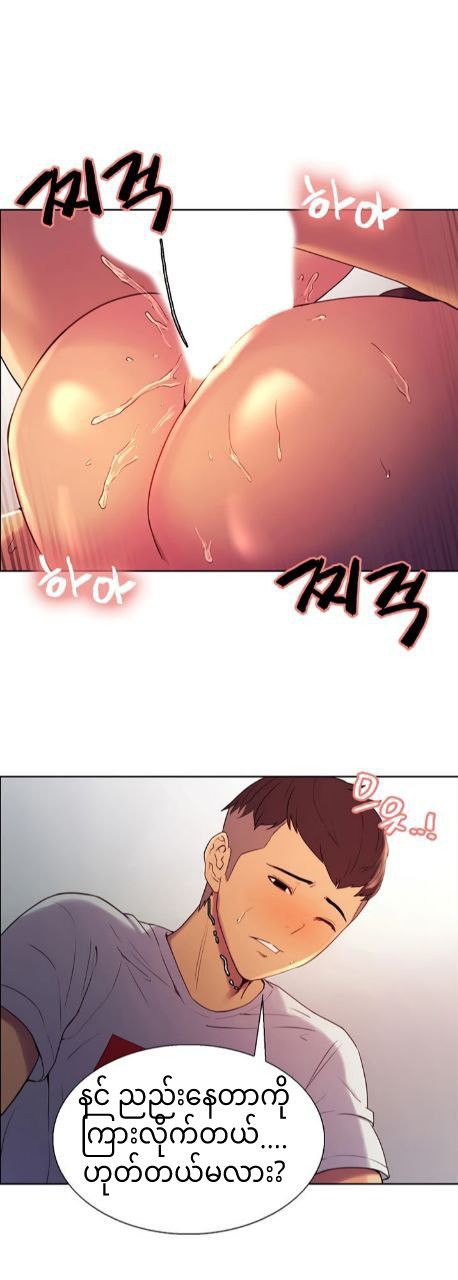 찌걱
하아
하아
찌걱
으읏..!
နင် ညည်းနေတာကို
ကြားလိုက်တယ်....
ဟုတ်တယ်မလား?